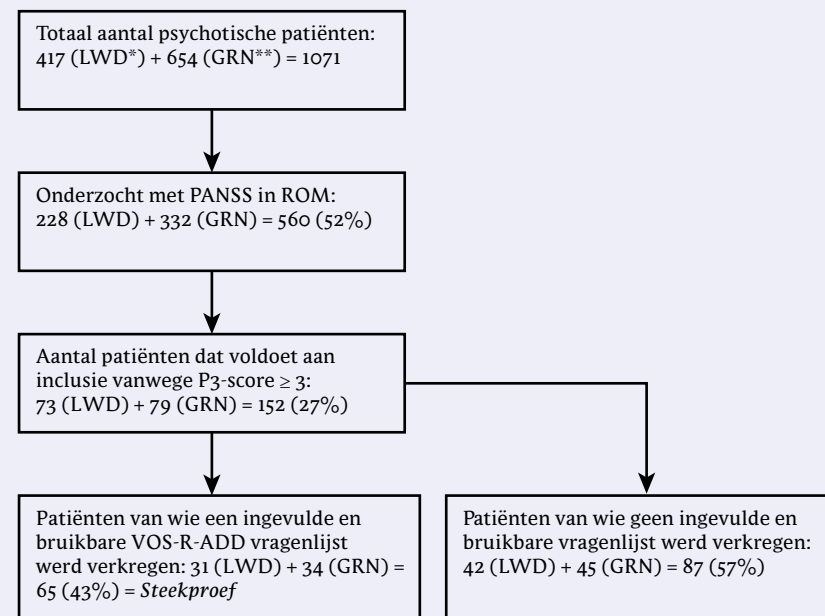 Totaal aantal psychotische patiënten:
417 (LWD*) + 654 (GRN**) = 1071
Onderzocht met PANSS in ROM:
228 (LWD) + 332 (GRN) = 560 (52%)
Aantal patiënten dat voldoet aan
inclusie vanwege P3-score ≥ 3:
73 (LWD) + 79 (GRN) = 152 (27%)
Patiënten van wie een ingevulde en
bruikbare VOS-R-ADD vragenlijst
werd verkregen: 31 (LWD) + 34 (GRN) =
65 (43%) = Steekproef
Patiënten van wie geen ingevulde en
bruikbare vragenlijst werd verkregen:
42 (LWD) + 45 (GRN) = 87 (57%)